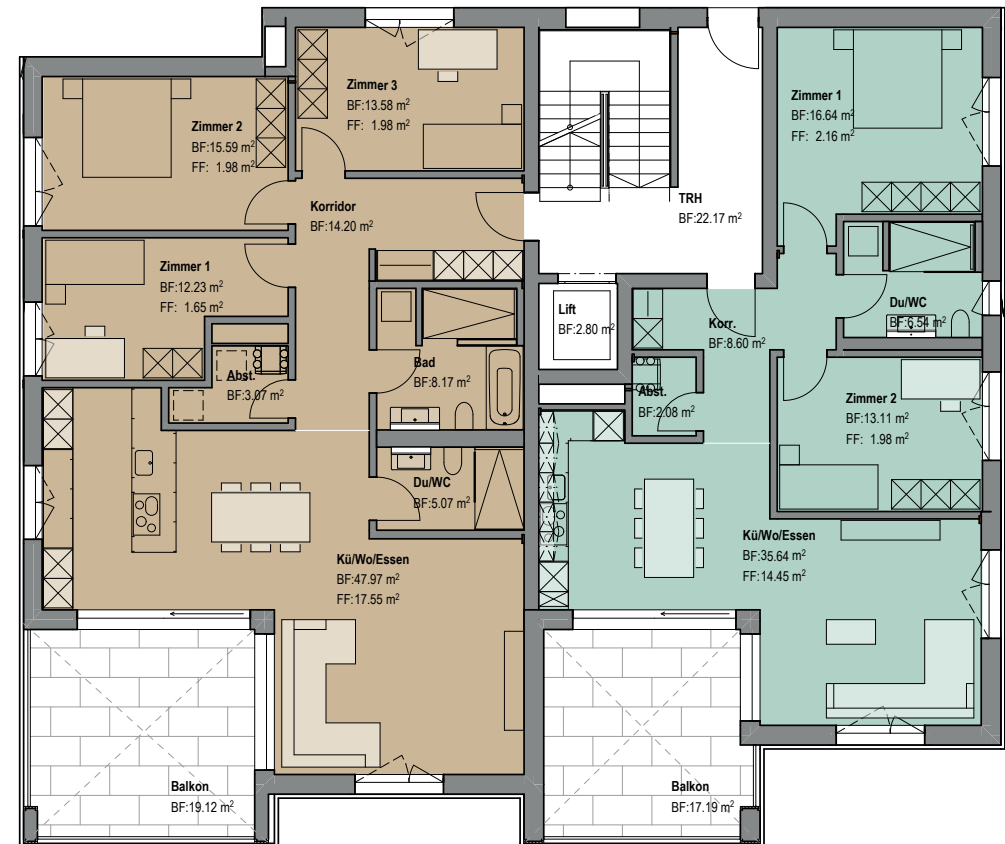 Zimmer 3
BF:13.58 m²
FF: 1.98 m²
Zimmer 1
BF:16.64 m²
FF: 2.16 m²
Zimmer 2
BF:15.59 m²
FF: 1.98 m²
Korridor
BF:14.20 m²
TRH
BF:22.17 m²
Zimmer 1
BF:12.23 m²
FF: 1.65 m²
Lift
BF:2.80 m²
Korr.
BF:8.60 m²
Du/WC
BF:6.54 m²
Abst.
BF:3.07 m²
Bad
BF:8.17 m²
Abst.
BF:2.08 m²
Zimmer 2
BF:13.11 m²
FF: 1.98 m²
Du/WC
BF:5.07 m²
Kü/Wo/Essen
BF:47.97 m²
FF:17.55 m²
Kü/Wo/Essen
BF:35.64 m²
FF:14.45 m²
Balkon
BF:19.12 m²
Balkon
BF:17.19 m²